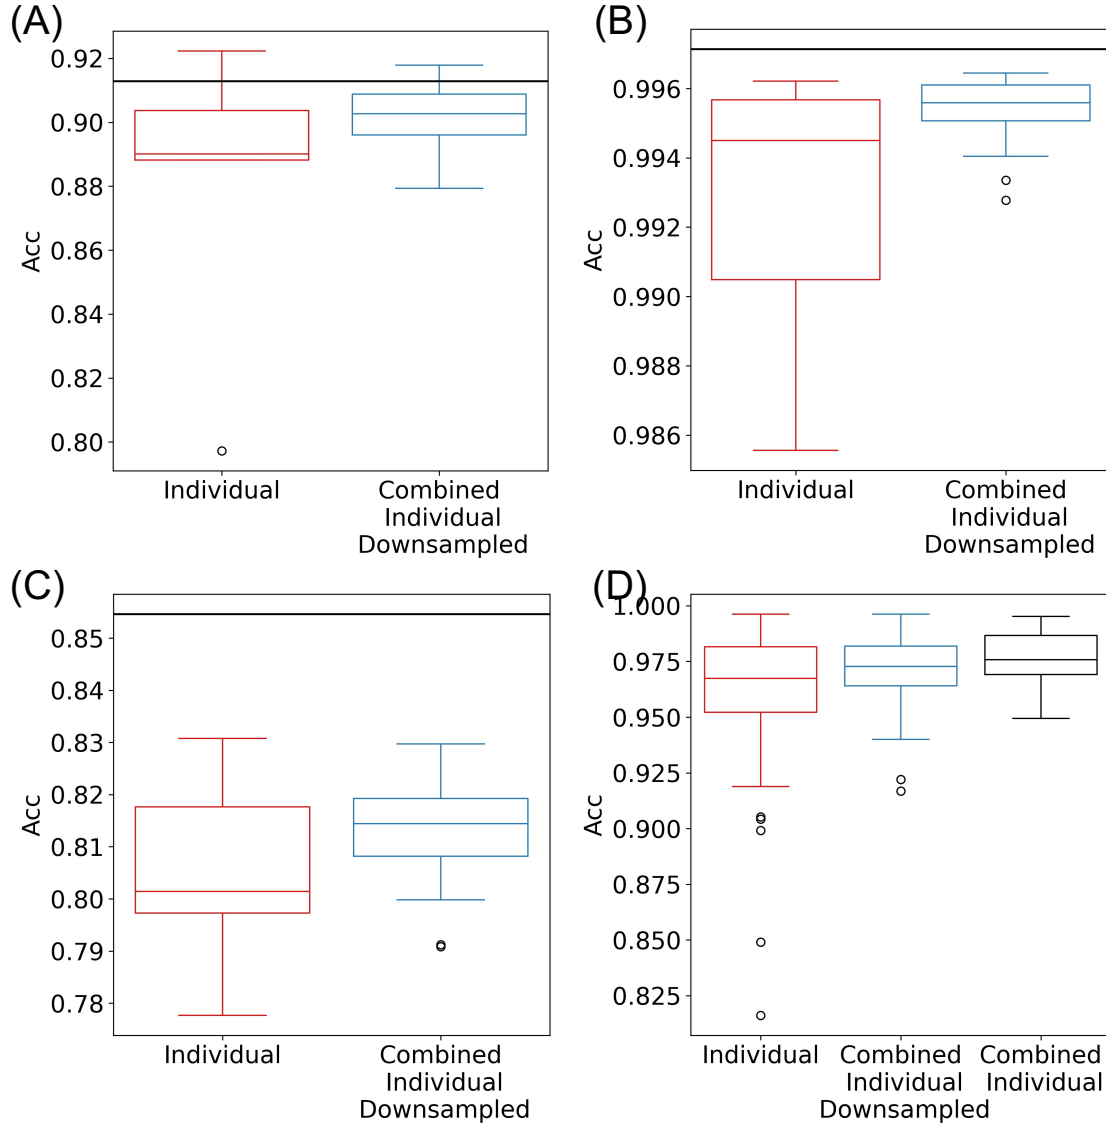 (A)
0.92
0.90
0.88
0.86
0.84
0.82
0.80
Acc
Individual
Combined
Individual
Downsampled
(B)
0.996
0.994
0.992
0.990
0.988
0.986
Acc
Individual
Combined
Individual
Downsampled
(C)
0.85
0.84
0.83
0.82
0.81
0.80
0.79
0.78
Acc
Individual
Combined
Individual
Downsampled
(D)
1.000
0.975
0.950
0.925
0.900
0.875
0.850
0.825
Acc
Individual
Combined
Individual
Downsampled
Combined
Individual